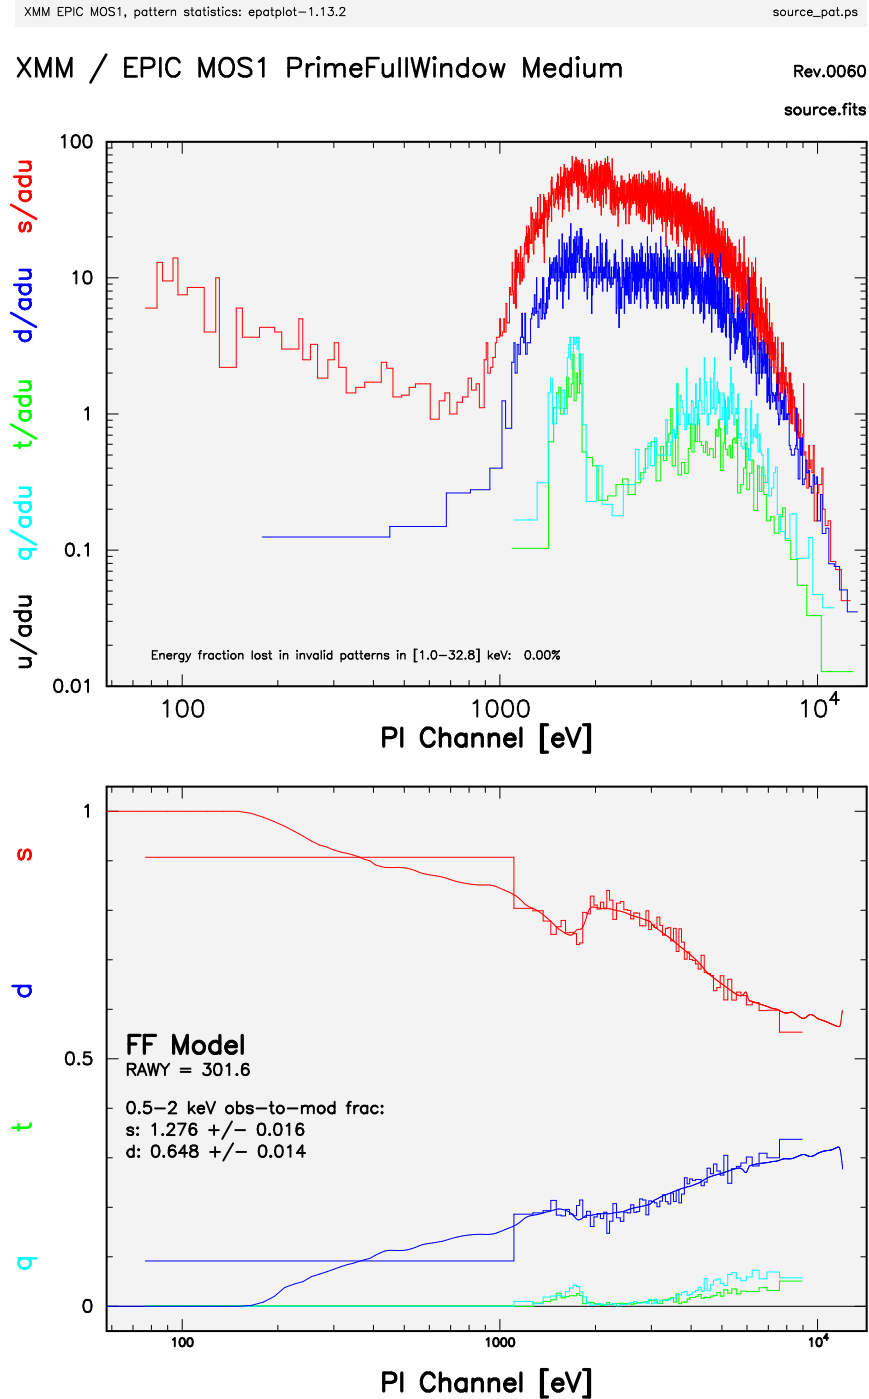 XMM EPIC MOS1, pattern statistics: epatplot-1.13.2 source_pat.ps
XMM / EPIC MOS1 PrimeFullWindow Medium Rev.0060
source.fits
u/adu q/adu t/adu d/adu s/adu
100
10
1
0.1
0.01
Energy fraction lost in invalid patterns in [1.0-32.8] keV: 0.00%
100 1000 10^4
PI Channel [eV]
q t d s
1
0.5
0
FF Model
RAWY = 301.6
0.5-2 keV obs-to-mod frac:
s: 1.276 +/- 0.016
d: 0.648 +/- 0.014
100 1000 10^4
PI Channel [eV]